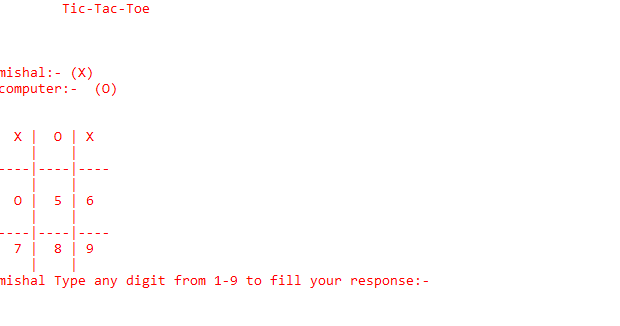 Tic-Tac-Toe
mishal:- (X)
computer:-  (O)
X | O | X
|    |
----|----|----
|    |
O | 5 | 6
|    |
----|----|----
7 | 8 | 9
|    |
mishal Type any digit from 1-9 to fill your response:-